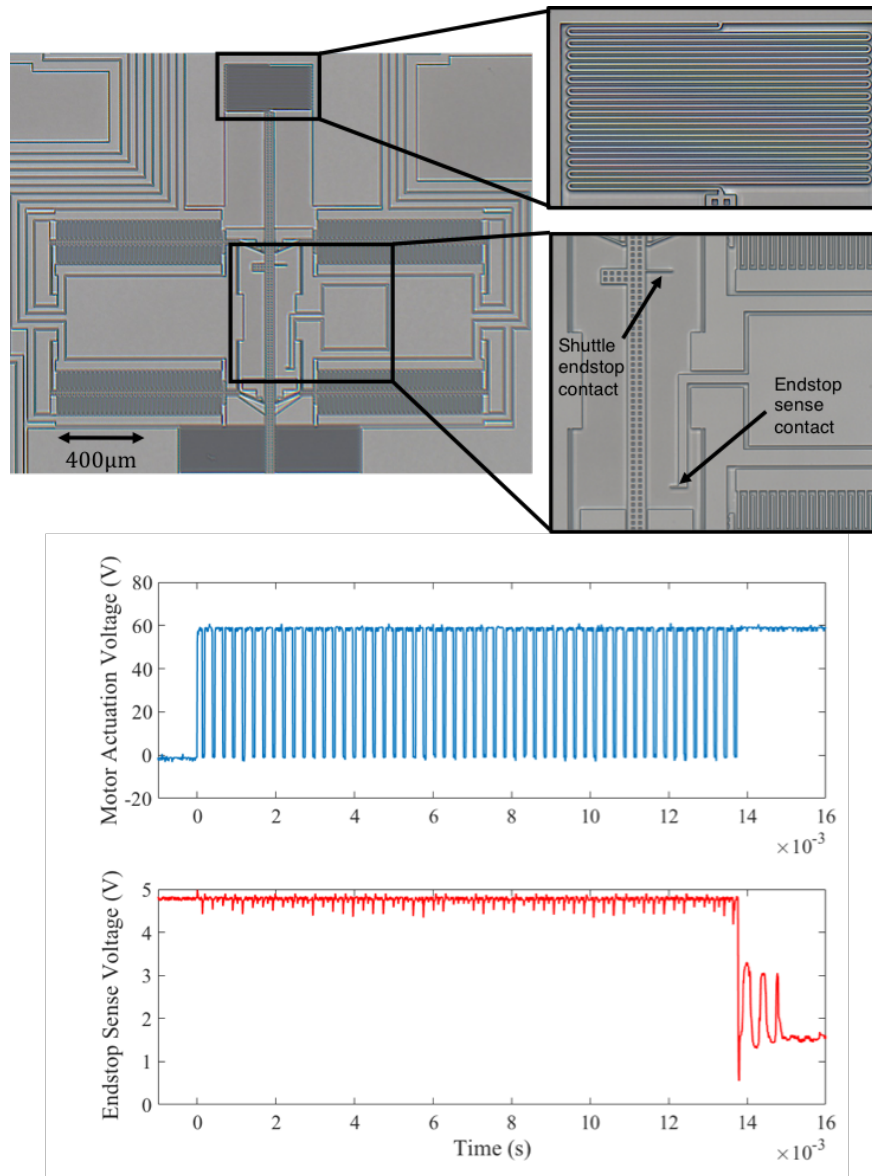 Shuttle
endstop
contact
Endstop
sense
contact
400μm
Motor Actuation Voltage (V)
80
60
40
20
0
-20
0 2 4 6 8 10 12 14 16
×10⁻³
Endstop Sense Voltage (V)
5
4
3
2
1
0
0 2 4 6 8 10 12 14 16
Time (s)
×10⁻³